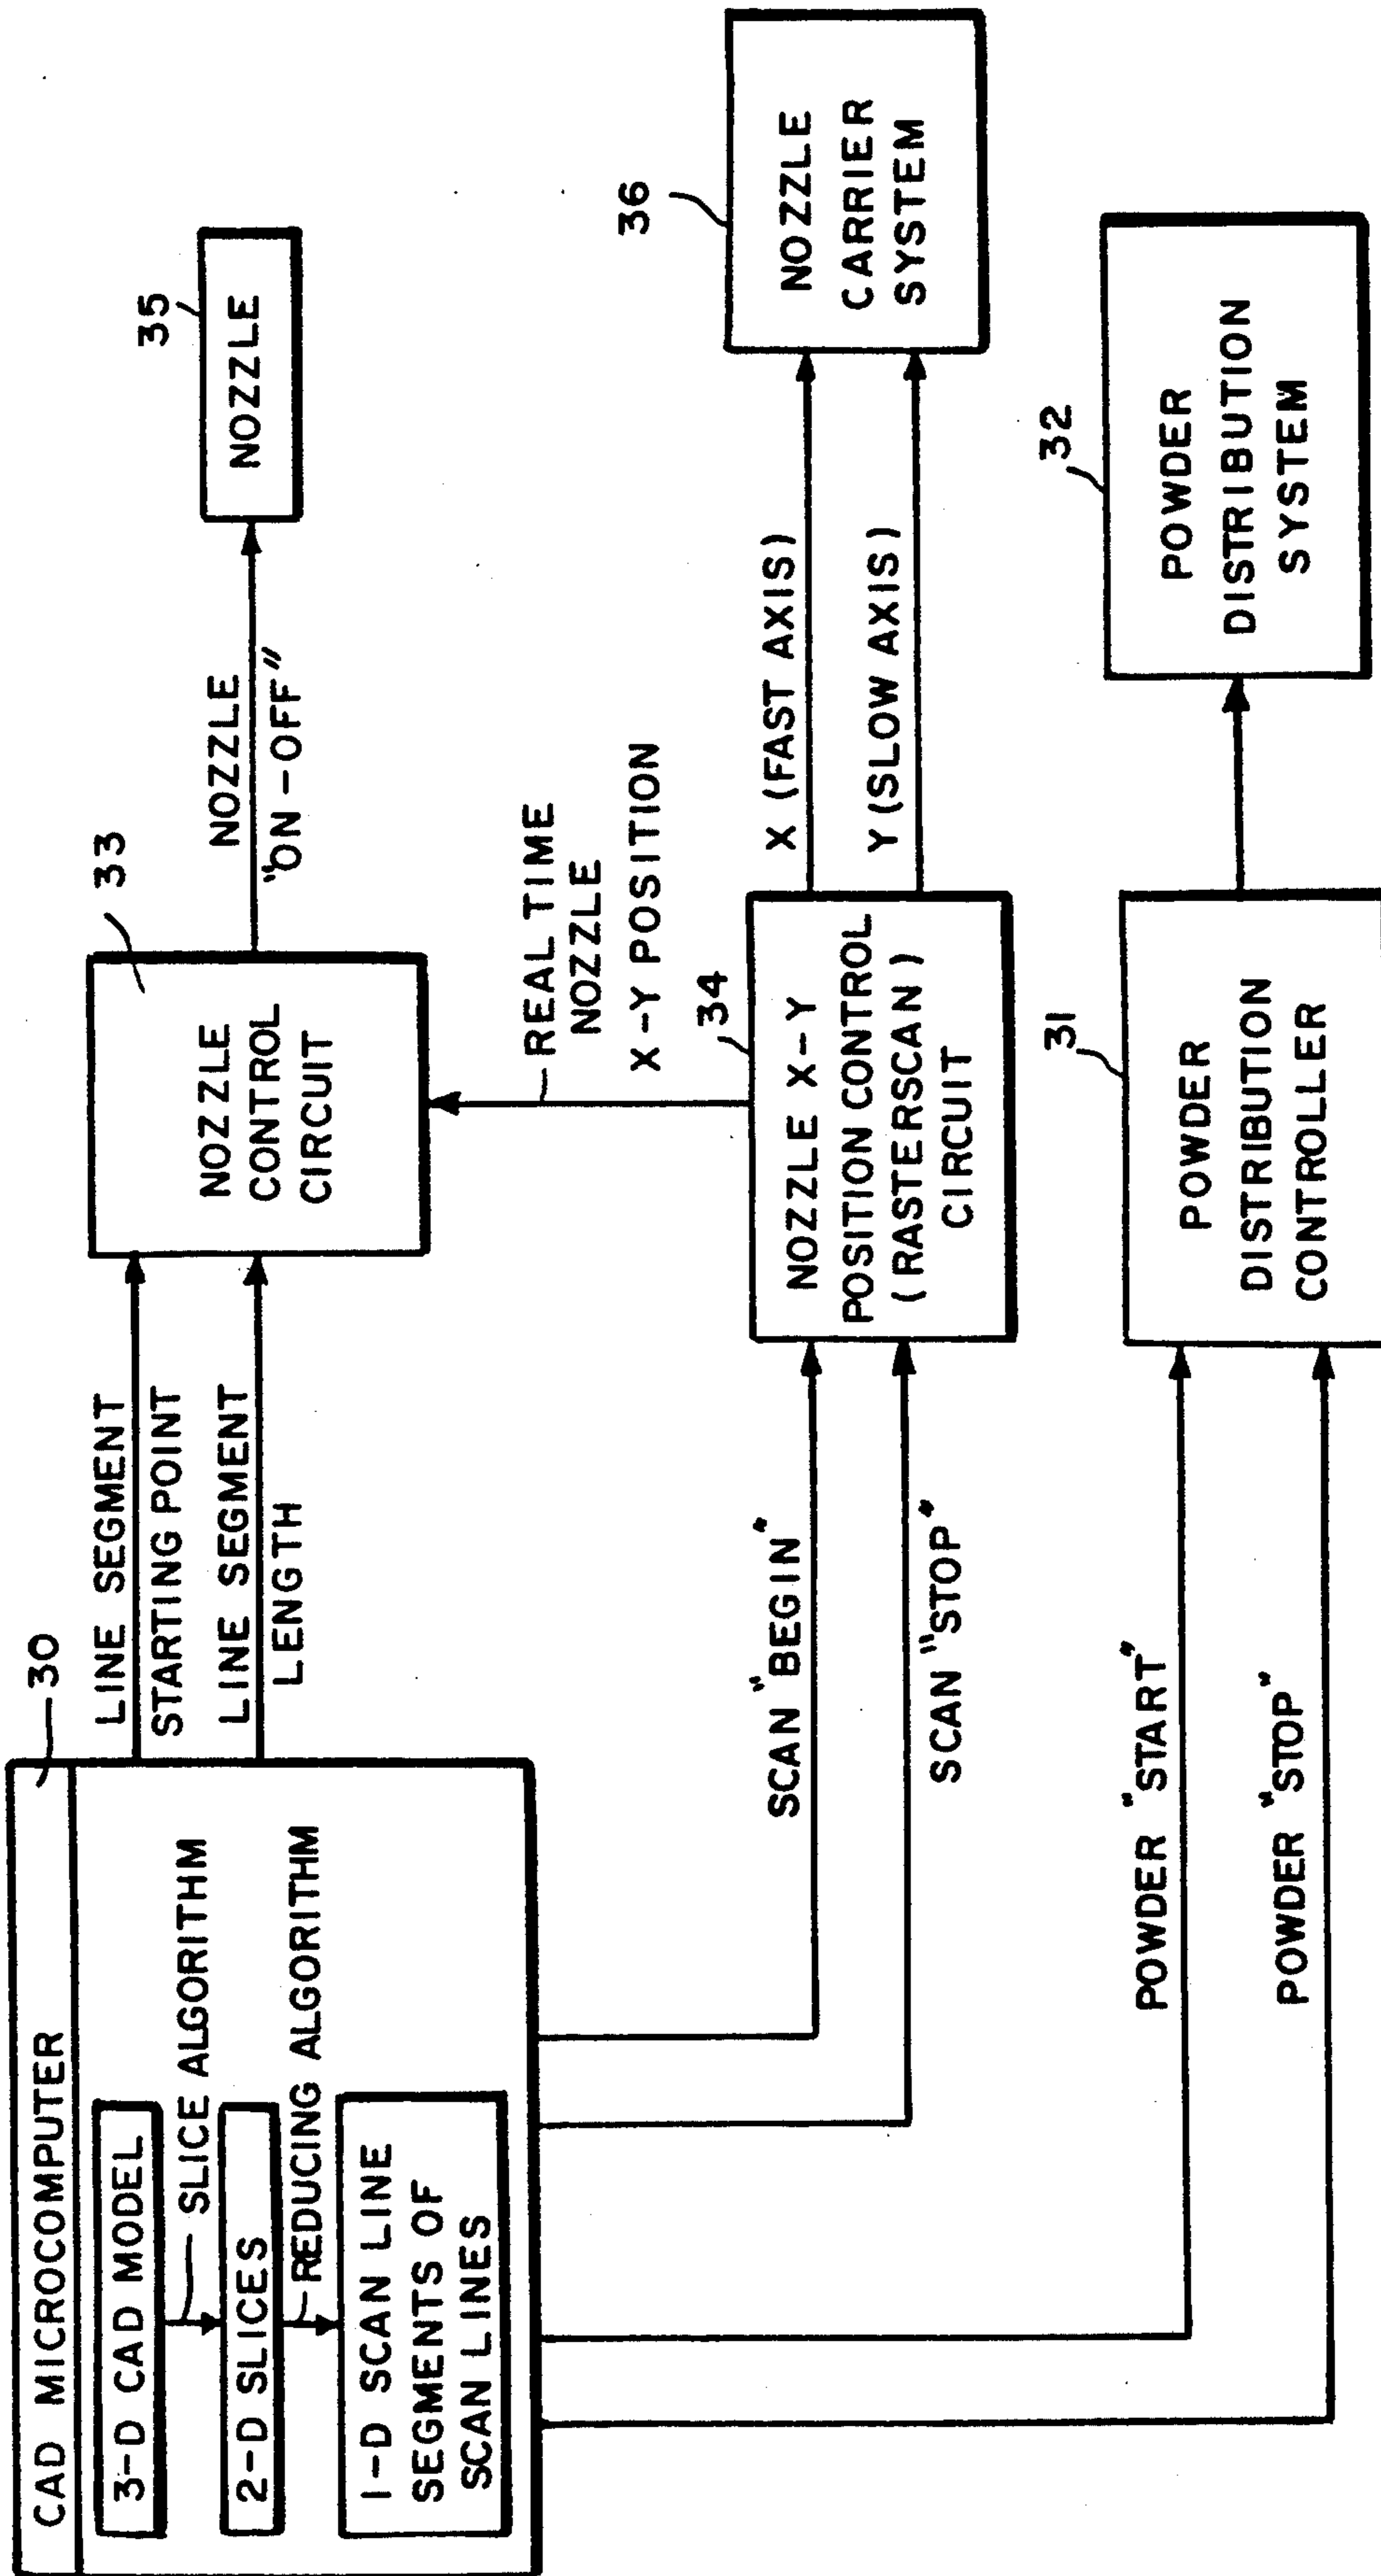 CAD MICROCOMPUTER
30
3-D CAD MODEL
SLICE ALGORITHM
2-D SLICES
REDUCING ALGORITHM
1-D SCAN LINE
SEGMENTS OF
SCAN LINES
LINE SEGMENT
STARTING POINT
LINE SEGMENT
LENGTH
33
NOZZLE
CONTROL
CIRCUIT
NOZZLE
"ON-OFF"
35
NOZZLE
REAL TIME
NOZZLE
X-Y POSITION
SCAN "BEGIN"
SCAN "STOP"
34
NOZZLE X-Y
POSITION CONTROL
(RASTERSCAN)
CIRCUIT
X (FAST AXIS)
Y (SLOW AXIS)
36
NOZZLE
CARRIER
SYSTEM
POWDER "START"
POWDER "STOP"
31
POWDER
DISTRIBUTION
CONTROLLER
32
POWDER
DISTRIBUTION
SYSTEM